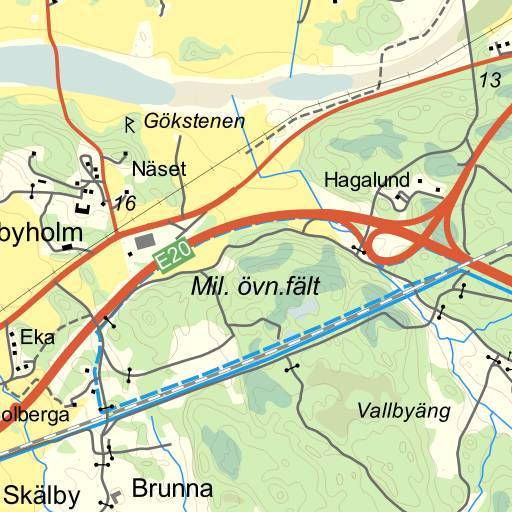 13
Gökstenen
Näset
Hagalund
16
byholm
E20
Mil. övn.fält
Eka
olberga
Vallbyäng
Brunna
Skälby